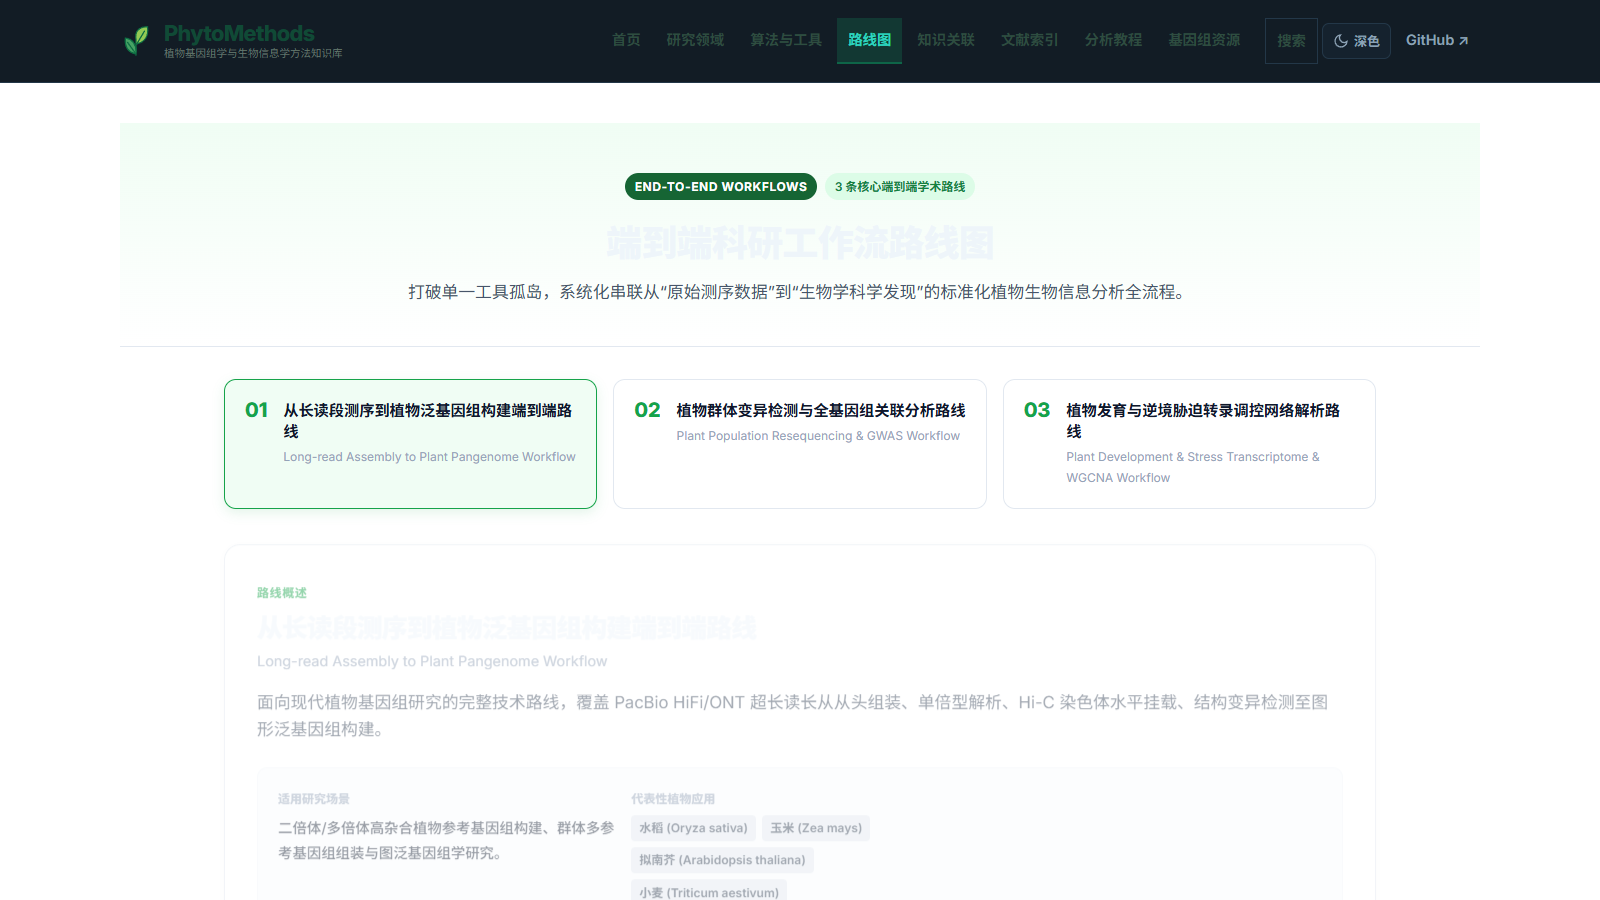 PhytoMethods
植物基因组学与生物信息学方法知识库
首页 研究领域 算法与工具 路线图 知识关联 文献索引 分析教程 基因组资源 搜索 深色 GitHub ↗
END-TO-END WORKFLOWS 3 条核心端到端学术路线
端到端科研工作流路线图
打破单一工具孤岛，系统化串联从“原始测序数据”到“生物学科学发现”的标准化植物生物信息分析全流程。
01 从长读段测序到植物泛基因组构建端到端路
线
Long-read Assembly to Plant Pangenome Workflow
02 植物群体变异检测与全基因组关联分析路线
Plant Population Resequencing & GWAS Workflow
03 植物发育与逆境胁迫转录调控网络解析路
线
Plant Development & Stress Transcriptome &
WGCNA Workflow
路线概述
从长读段测序到植物泛基因组构建端到端路线
Long-read Assembly to Plant Pangenome Workflow
面向现代植物基因组研究的完整技术路线，覆盖 PacBio HiFi/ONT 超长读长从从头组装、单倍型解析、Hi-C 染色体水平挂载、结构变异检测至图
形泛基因组构建。
适用研究场景
二倍体/多倍体高杂合植物参考基因组构建、群体多参
考基因组组装与图泛基因组学研究。
代表性植物应用
水稻 (Oryza sativa) 玉米 (Zea mays)
拟南芥 (Arabidopsis thaliana)
小麦 (Triticum aestivum)